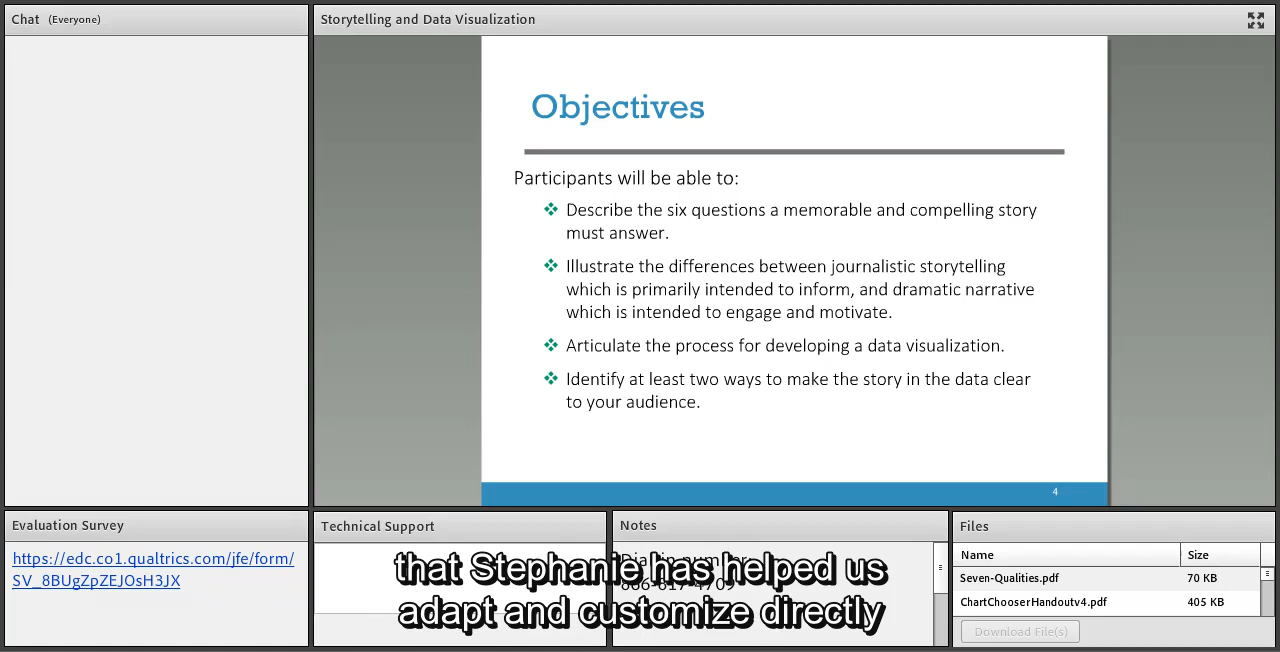 Chat (Everyone)
Storytelling and Data Visualization
Objectives
Participants will be able to:
Describe the six questions a memorable and compelling story
must answer.
Illustrate the differences between journalistic storytelling
which is primarily intended to inform, and dramatic narrative
which is intended to engage and motivate.
Articulate the process for developing a data visualization.
Identify at least two ways to make the story in the data clear
to your audience.
4
Evaluation Survey
https://edc.co1.qualtrics.com/jfe/form/
SV_8BUgZpZEJOsH3JX
Technical Support
Notes
Files
Name Size
Seven-Qualities.pdf 70 KB
ChartChooserHandoutv4.pdf 405 KB
Download File(s)
that Stephanie has helped us
adapt and customize directly